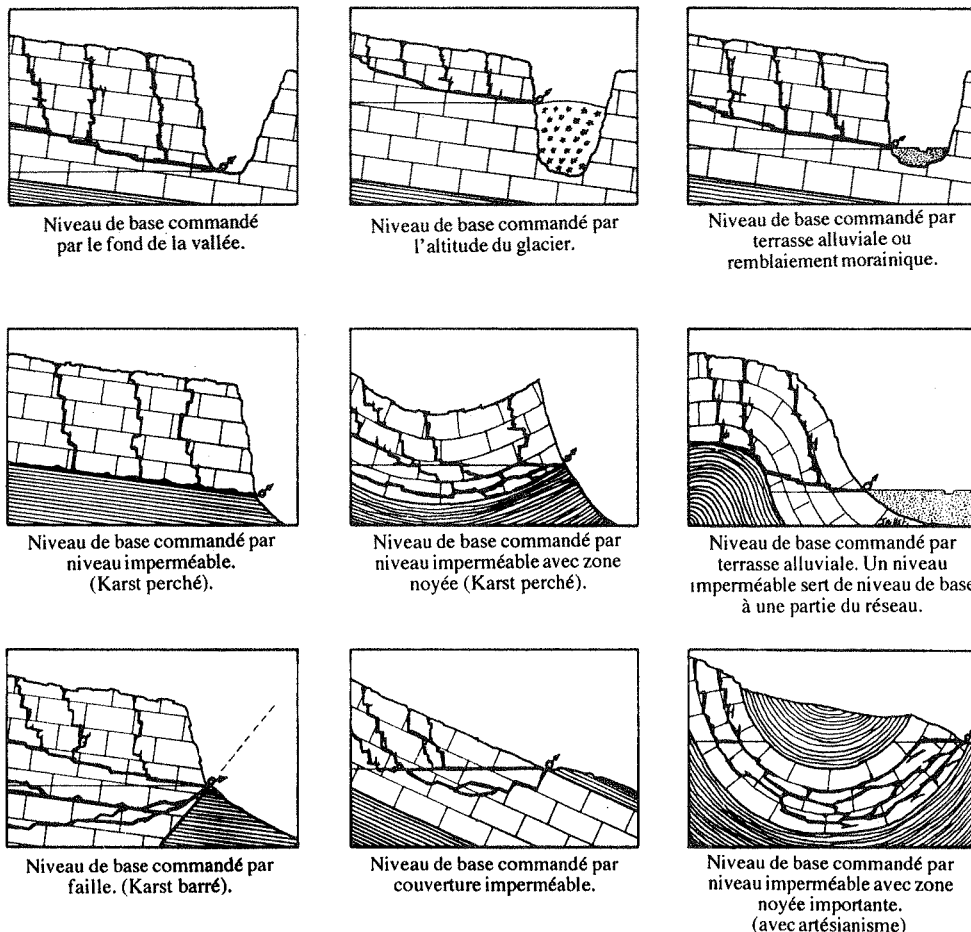 Niveau de base commandé
par le fond de la vallée.
Niveau de base commandé par
l'altitude du glacier.
Niveau de base commandé par
terrasse alluviale ou
remblaiement morainique.
Niveau de base commandé par
niveau imperméable.
(Karst perché).
Niveau de base commandé par
niveau imperméable avec zone
noyée (Karst perché).
Niveau de base commandé par
terrasse alluviale. Un niveau
imperméable sert de niveau de base
à une partie du réseau.
Niveau de base commandé par
faille. (Karst barré).
Niveau de base commandé par
couverture imperméable.
Niveau de base commandé par
niveau imperméable avec zone
noyée importante.
(avec artésianisme)